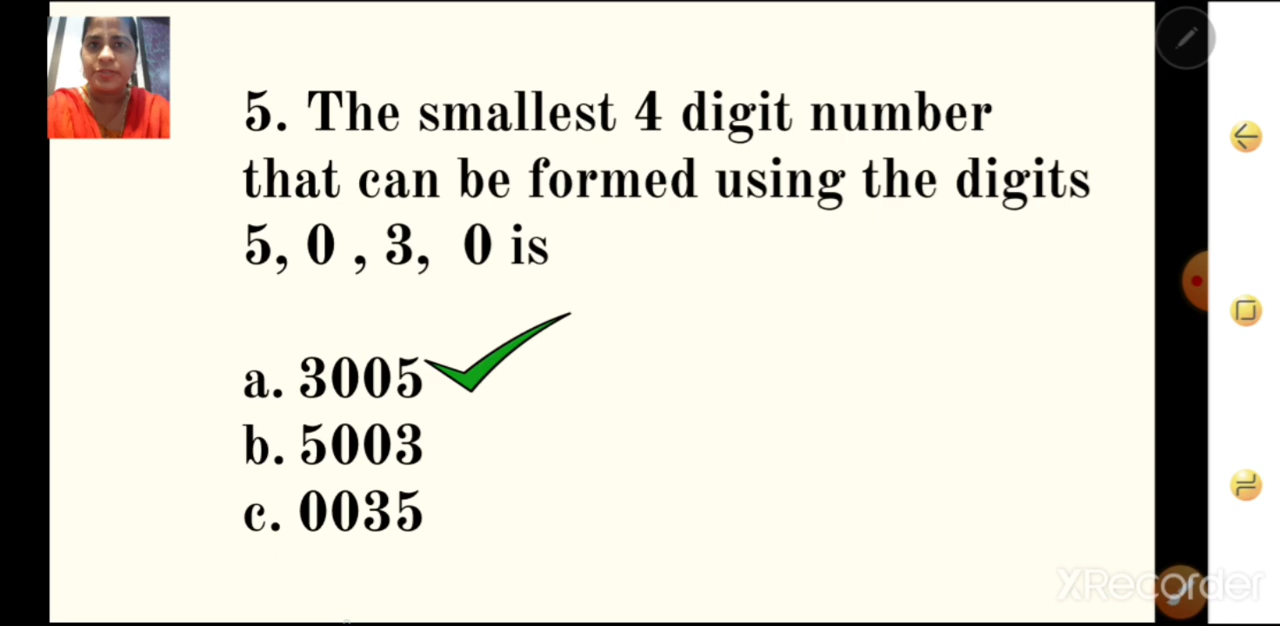 5. The smallest 4 digit number
that can be formed using the digits
5, 0 , 3,  0 is
a. 3005
b. 5003
c. 0035
XRecorder